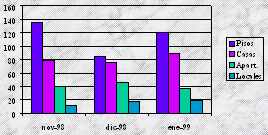 160
140
120
100
80
60
40
20
0
nov-98
dic-98
ene-99
Pisos
Casas
Apart.
Locales